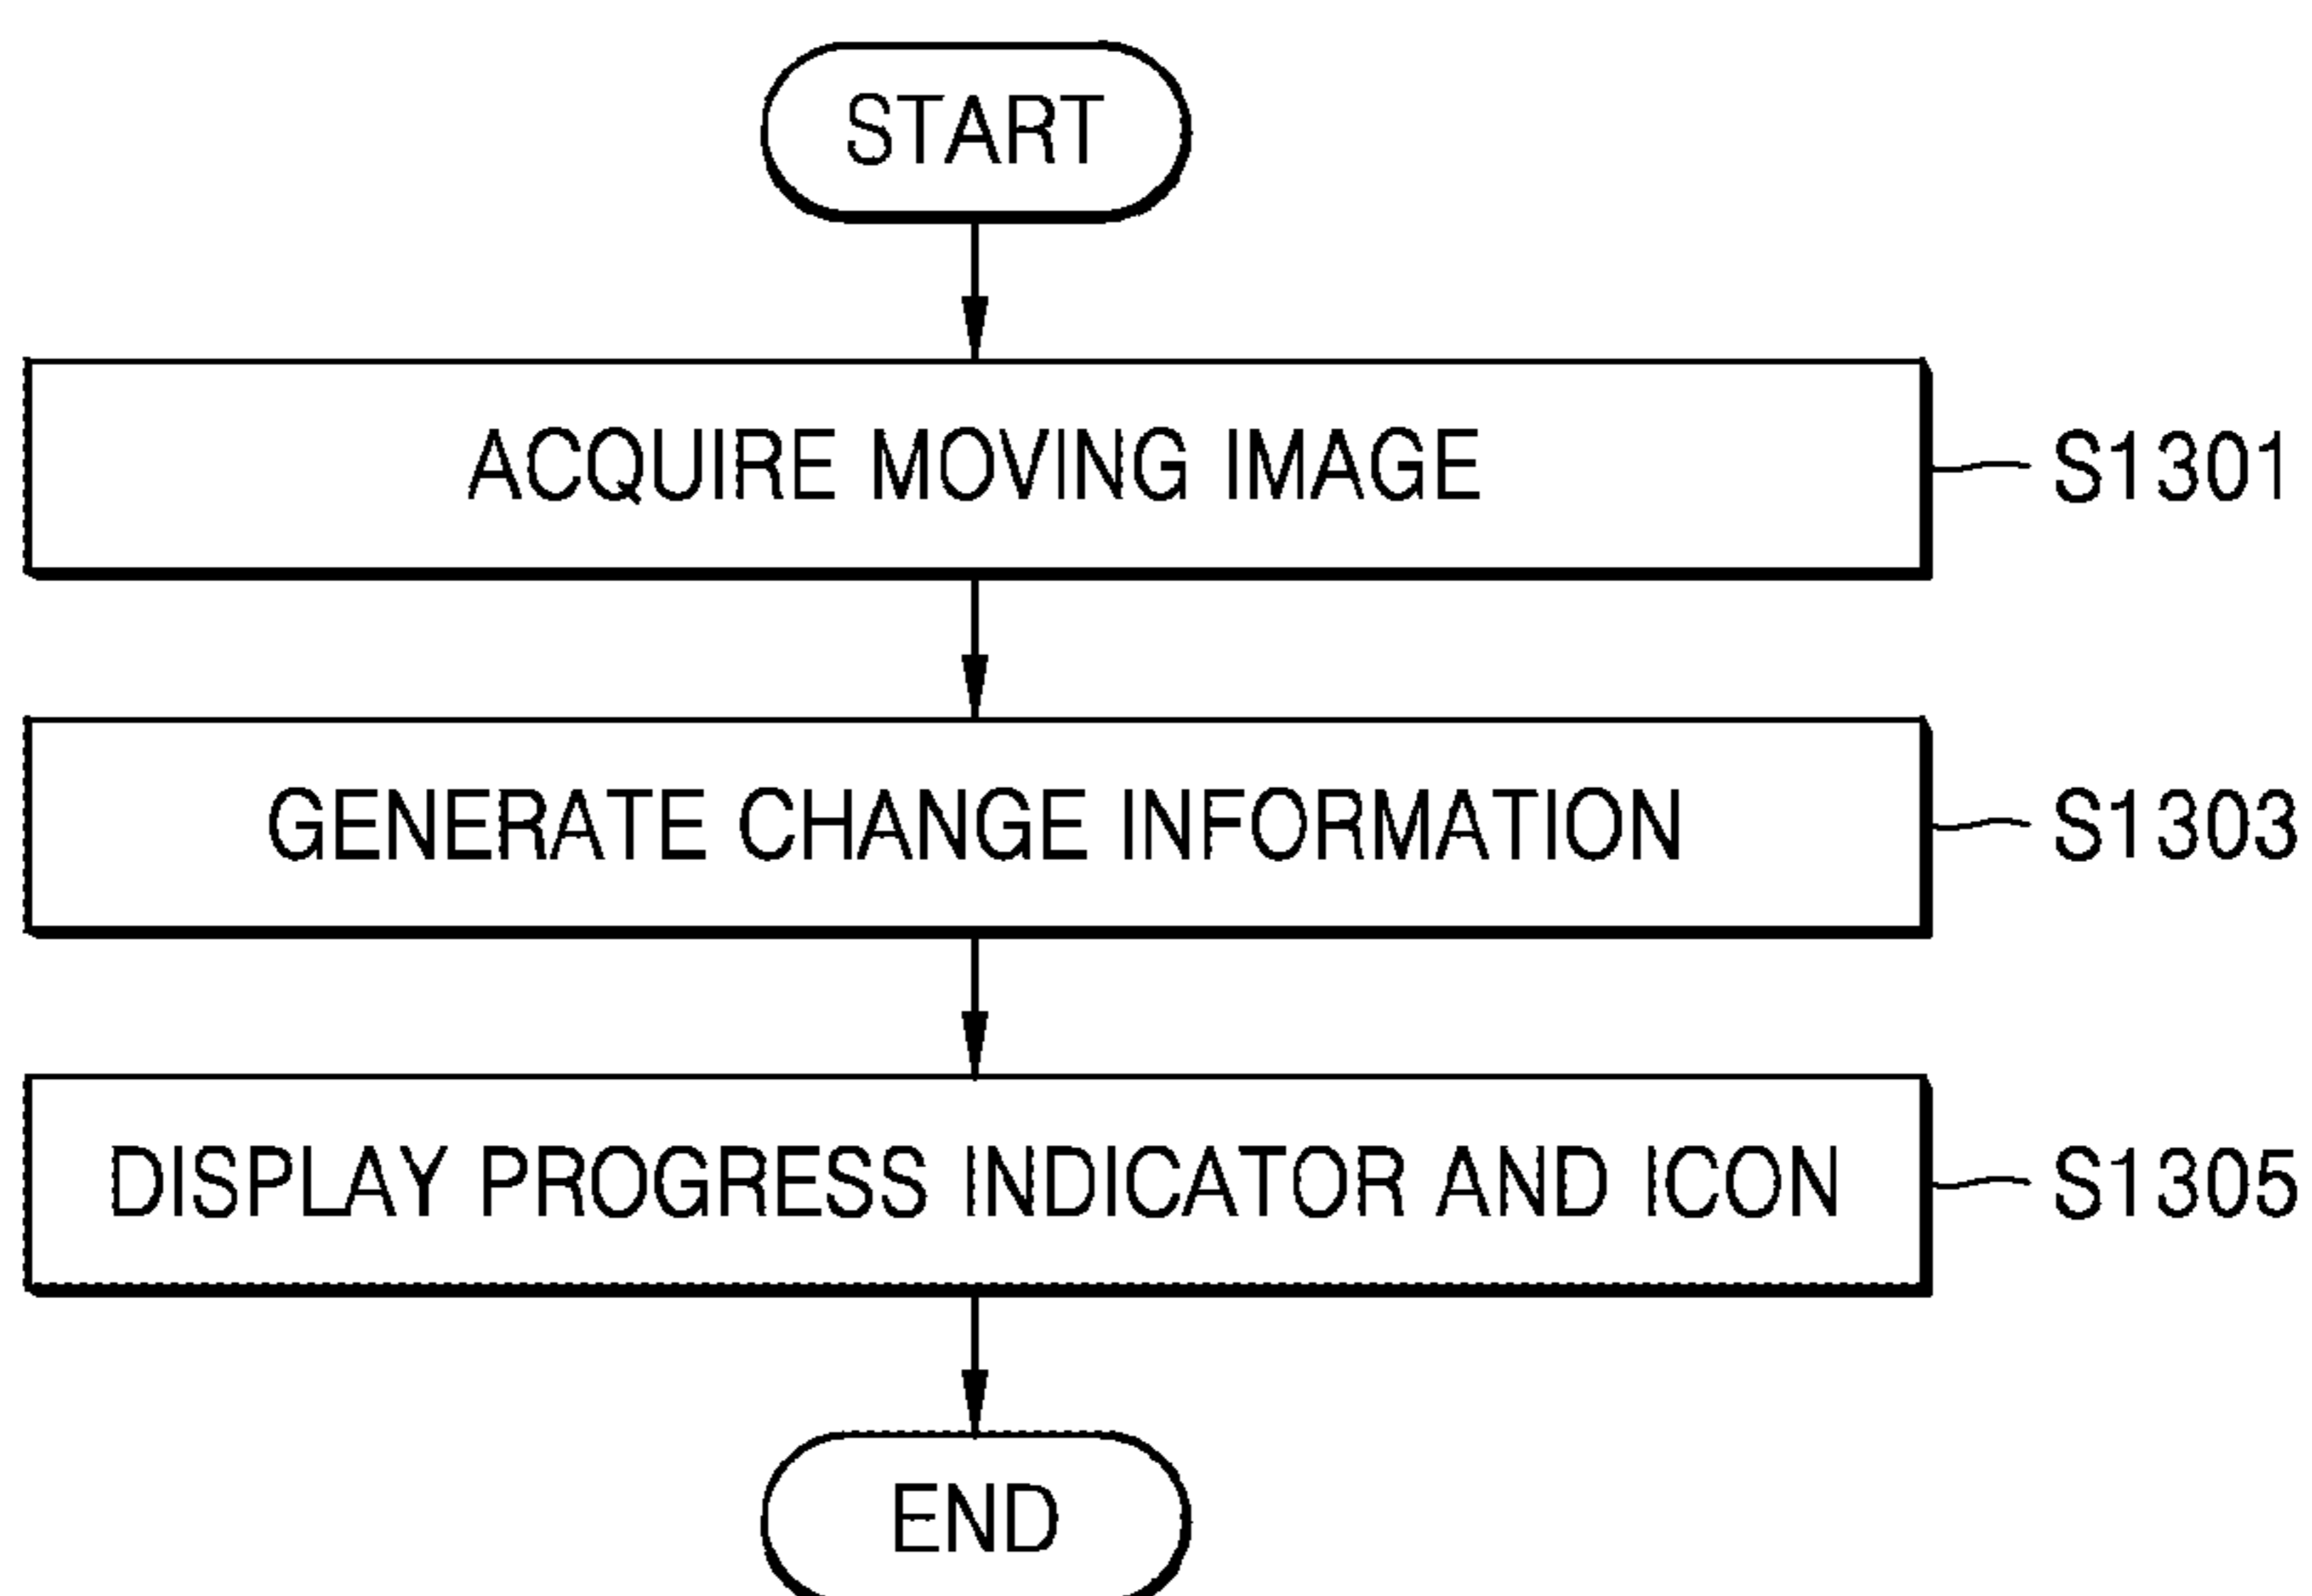 START
ACQUIRE MOVING IMAGE
S1301
GENERATE CHANGE INFORMATION
S1303
DISPLAY PROGRESS INDICATOR AND ICON
S1305
END